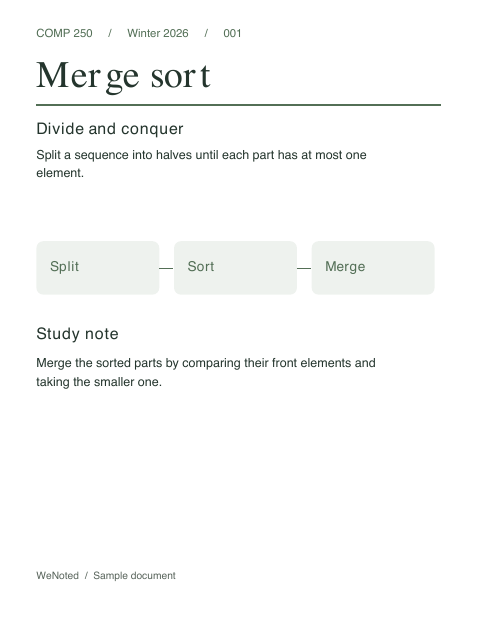 COMP 250 / Winter 2026 / 001
Merge sort
Divide and conquer
Split a sequence into halves until each part has at most one
element.
Split
Sort
Merge
Study note
Merge the sorted parts by comparing their front elements and
taking the smaller one.
WeNoted / Sample document